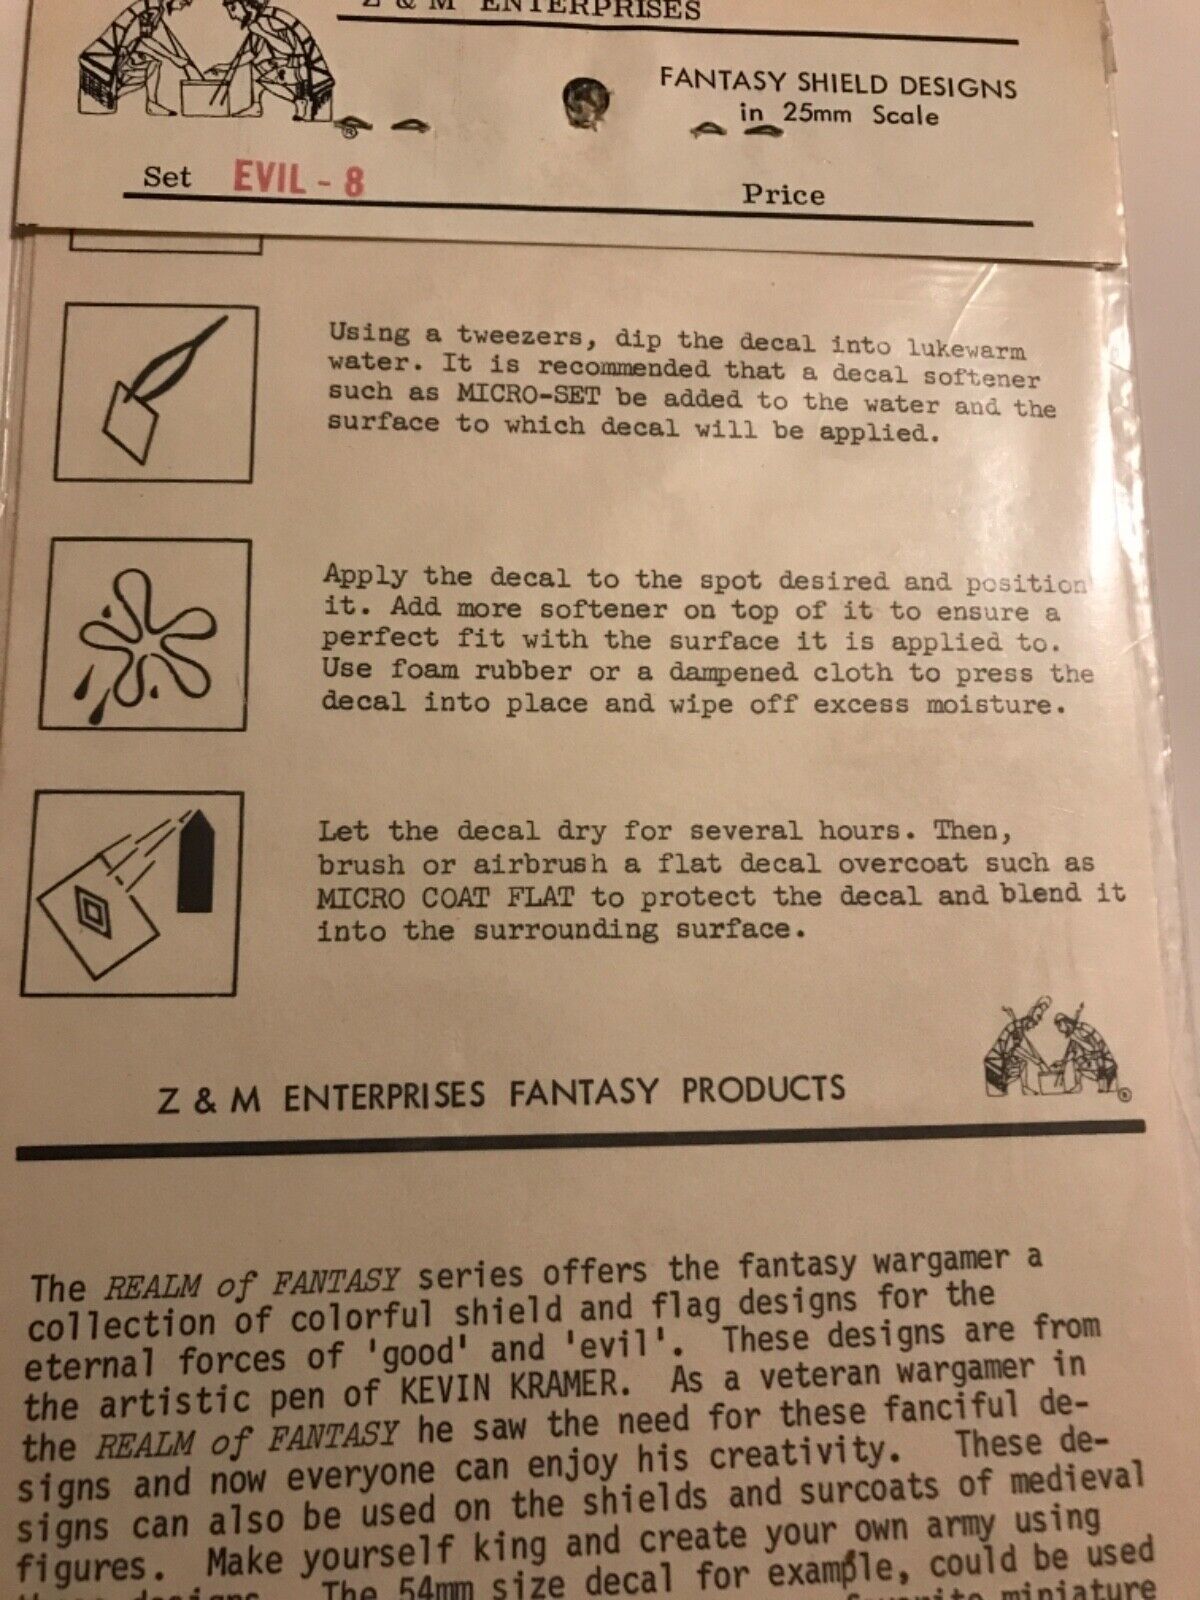 Z & M ENTERPRISES
FANTASY SHIELD DESIGNS
in 25mm Scale
®
Set EVIL - 8
Price
Using a tweezers, dip the decal into lukewarm
water. It is recommended that a decal softener
such as MICRO-SET be added to the water and the
surface to which decal will be applied.
Apply the decal to the spot desired and position
it. Add more softener on top of it to ensure a
perfect fit with the surface it is applied to.
Use foam rubber or a dampened cloth to press the
decal into place and wipe off excess moisture.
Let the decal dry for several hours. Then,
brush or airbrush a flat decal overcoat such as
MICRO COAT FLAT to protect the decal and blend it
into the surrounding surface.
Z & M ENTERPRISES FANTASY PRODUCTS
®
The REALM of FANTASY series offers the fantasy wargamer a
collection of colorful shield and flag designs for the
eternal forces of 'good' and 'evil'. These designs are from
the artistic pen of KEVIN KRAMER. As a veteran wargamer in
the REALM of FANTASY he saw the need for these fanciful de-
signs and now everyone can enjoy his creativity. These de-
signs can also be used on the shields and surcoats of medieval
figures. Make yourself king and create your own army using
these designs. The 54mm size decal for example, could be used
favorite miniature